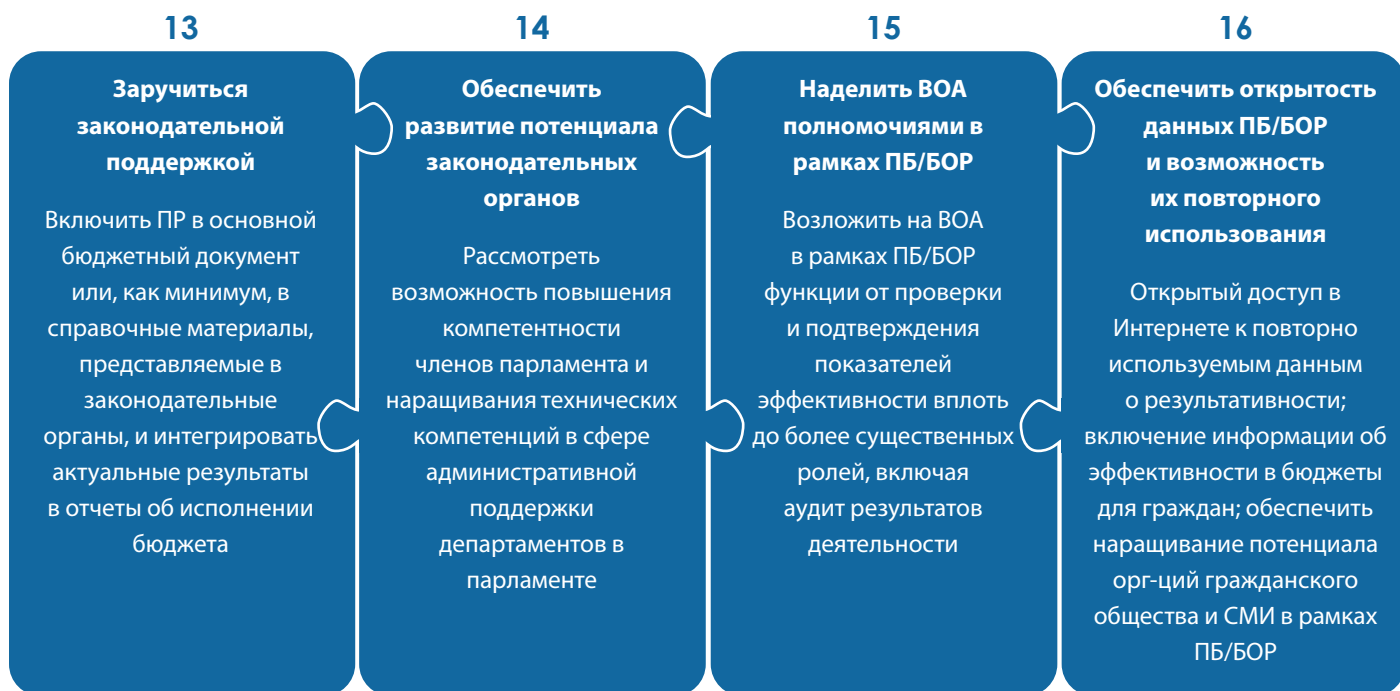 13
Заручиться
законодательной
поддержкой
Включить ПР в основной
бюджетный документ
или, как минимум, в
справочные материалы,
представляемые в
законодательные
органы, и интегрировать
актуальные результаты
в отчеты об исполнении
бюджета
14
Обеспечить
развитие потенциала
законодательных
органов
Рассмотреть
возможность повышения
компетентности
членов парламента и
наращивания технических
компетенций в сфере
административной
поддержки
департаментов в
парламенте
15
Наделить ВОА
полномочиями в
рамках ПБ/БОР
Возложить на ВОА
в рамках ПБ/БОР
функции от проверки
и подтверждения
показателей
эффективности вплоть
до более существенных
ролей, включая
аудит результатов
деятельности
16
Обеспечить открытость
данных ПБ/БОР
и возможность
их повторного
использования
Открытый доступ в
Интернете к повторно
используемым данным
о результативности;
включение информации об
эффективности в бюджеты
для граждан; обеспечить
наращивание потенциала
орг-ций гражданского
общества и СМИ в рамках
ПБ/БОР